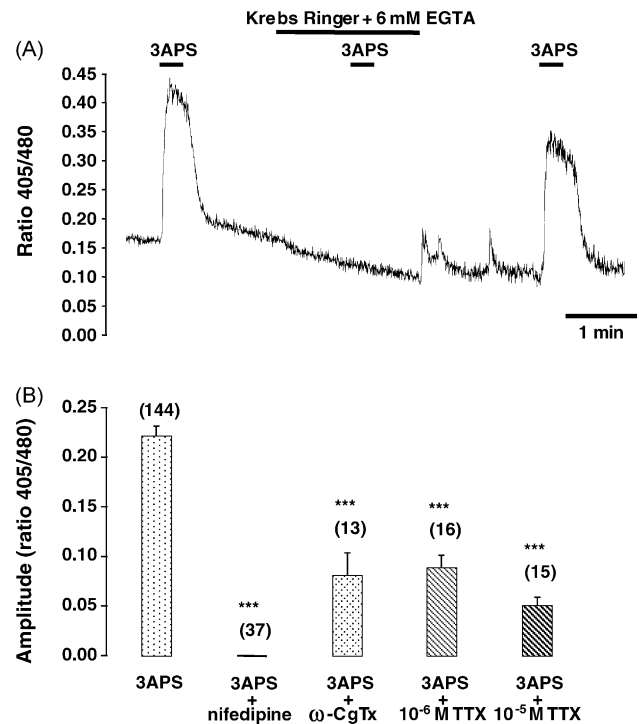 Krebs Ringer + 6 mM EGTA
(A) 3APS 3APS 3APS
0.45
0.40
0.35
0.30
0.25
0.20
0.15
0.10
0.05
0.00
Ratio 405/480
1 min
(B)
0.25
0.20
0.15
0.10
0.05
0.00
Amplitude (ratio 405/480)
(144)
*** *** *** ***
(37) (13) (16) (15)
3APS 3APS 3APS 3APS 3APS
+ + + +
nifedipine ω-CgTx 10⁻⁶ M TTX 10⁻⁵ M TTX